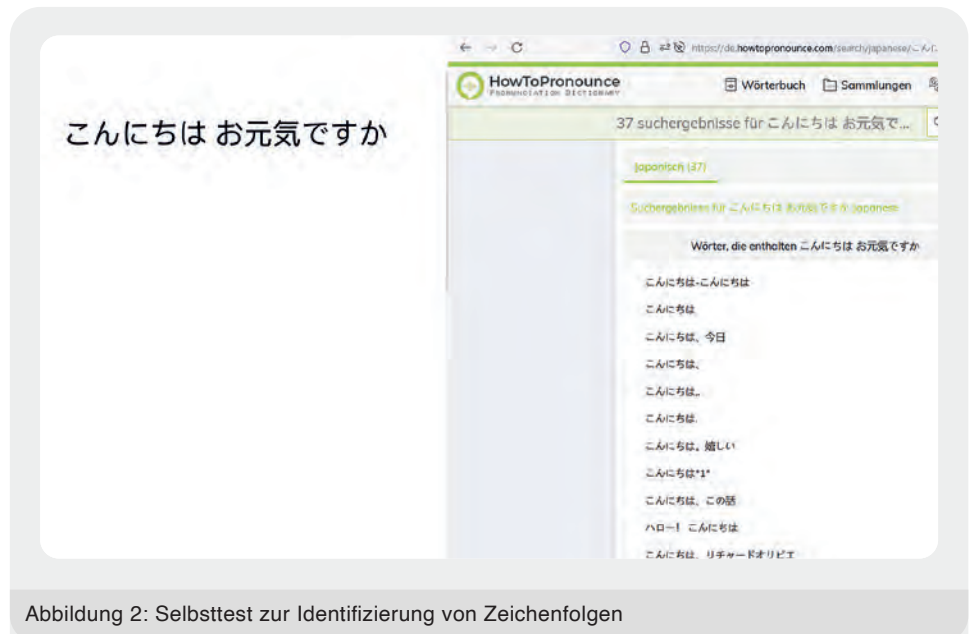 こんにちは お元気ですか
https://de.howtopronounce.com/search/japanese/
HowToPronounce
PRONUNCIATION DICTIONARY
Wörterbuch Sammlungen
37 suchergebnisse für こんにちは お元気で...
Japanisch (37)
Suchergebnisse für こんにちは お元気ですか Japanese
Wörter, die enthalten こんにちは お元気ですか
こんにちは-こんにちは
こんにちは
こんにちは、今日
こんにちは、
こんにちは。
こんにちは.
こんにちは。嬉しい
こんにちは*1*
こんにちは、この話
ハロー！ こんにちは
こんにちは、リチャードオリビエ
Abbildung 2: Selbsttest zur Identifizierung von Zeichenfolgen